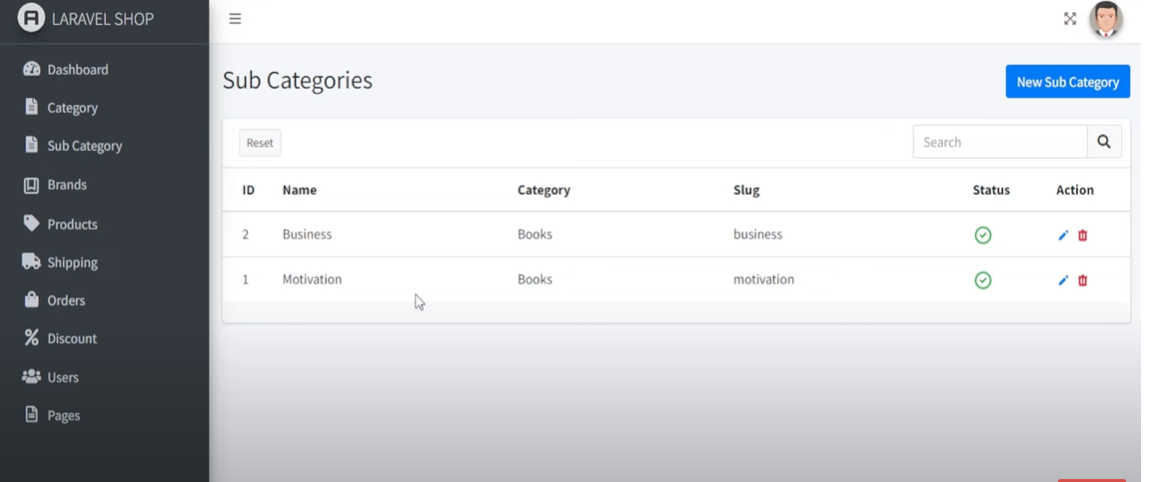 LARAVEL SHOP
Dashboard
Category
Sub Category
Brands
Products
Shipping
Orders
Discount
Users
Pages
Sub Categories
New Sub Category
Reset
Search
ID Name Category Slug Status Action
2 Business Books business
1 Motivation Books motivation